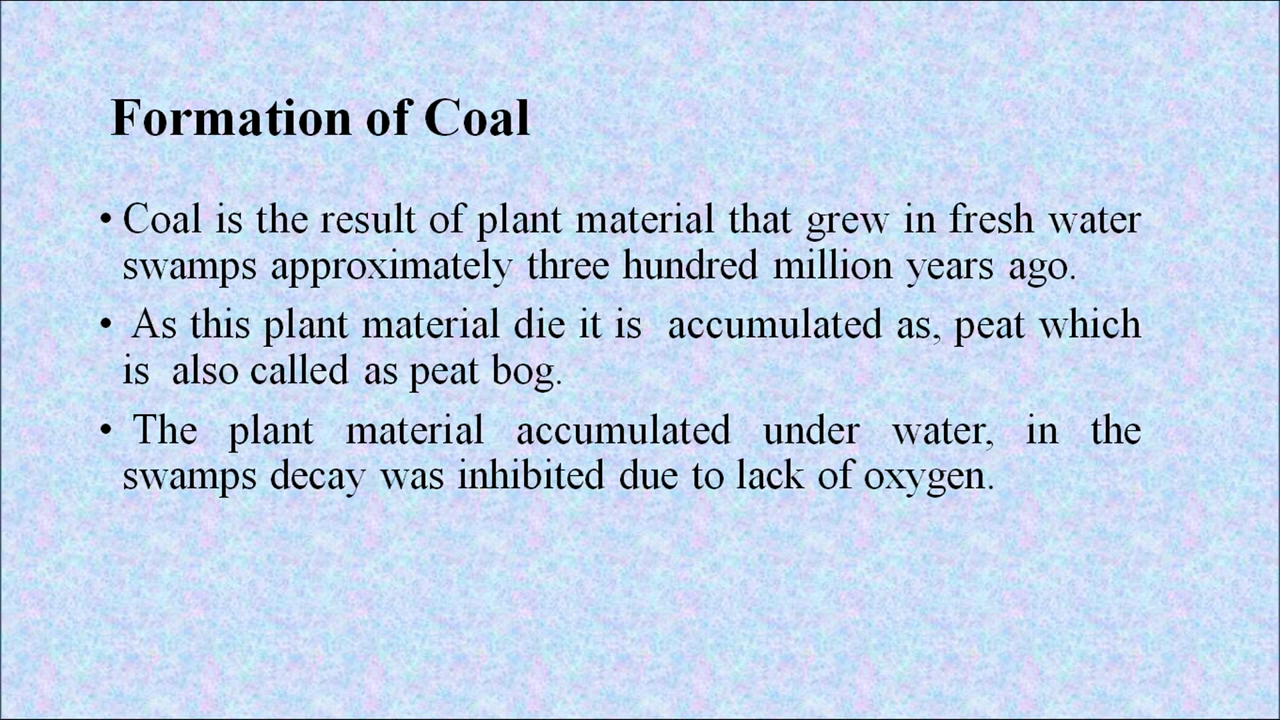 Formation of Coal
• Coal is the result of plant material that grew in fresh water
swamps approximately three hundred million years ago.
• As this plant material die it is  accumulated as, peat which
is  also called as peat bog.
• The plant material accumulated under water, in the
swamps decay was inhibited due to lack of oxygen.